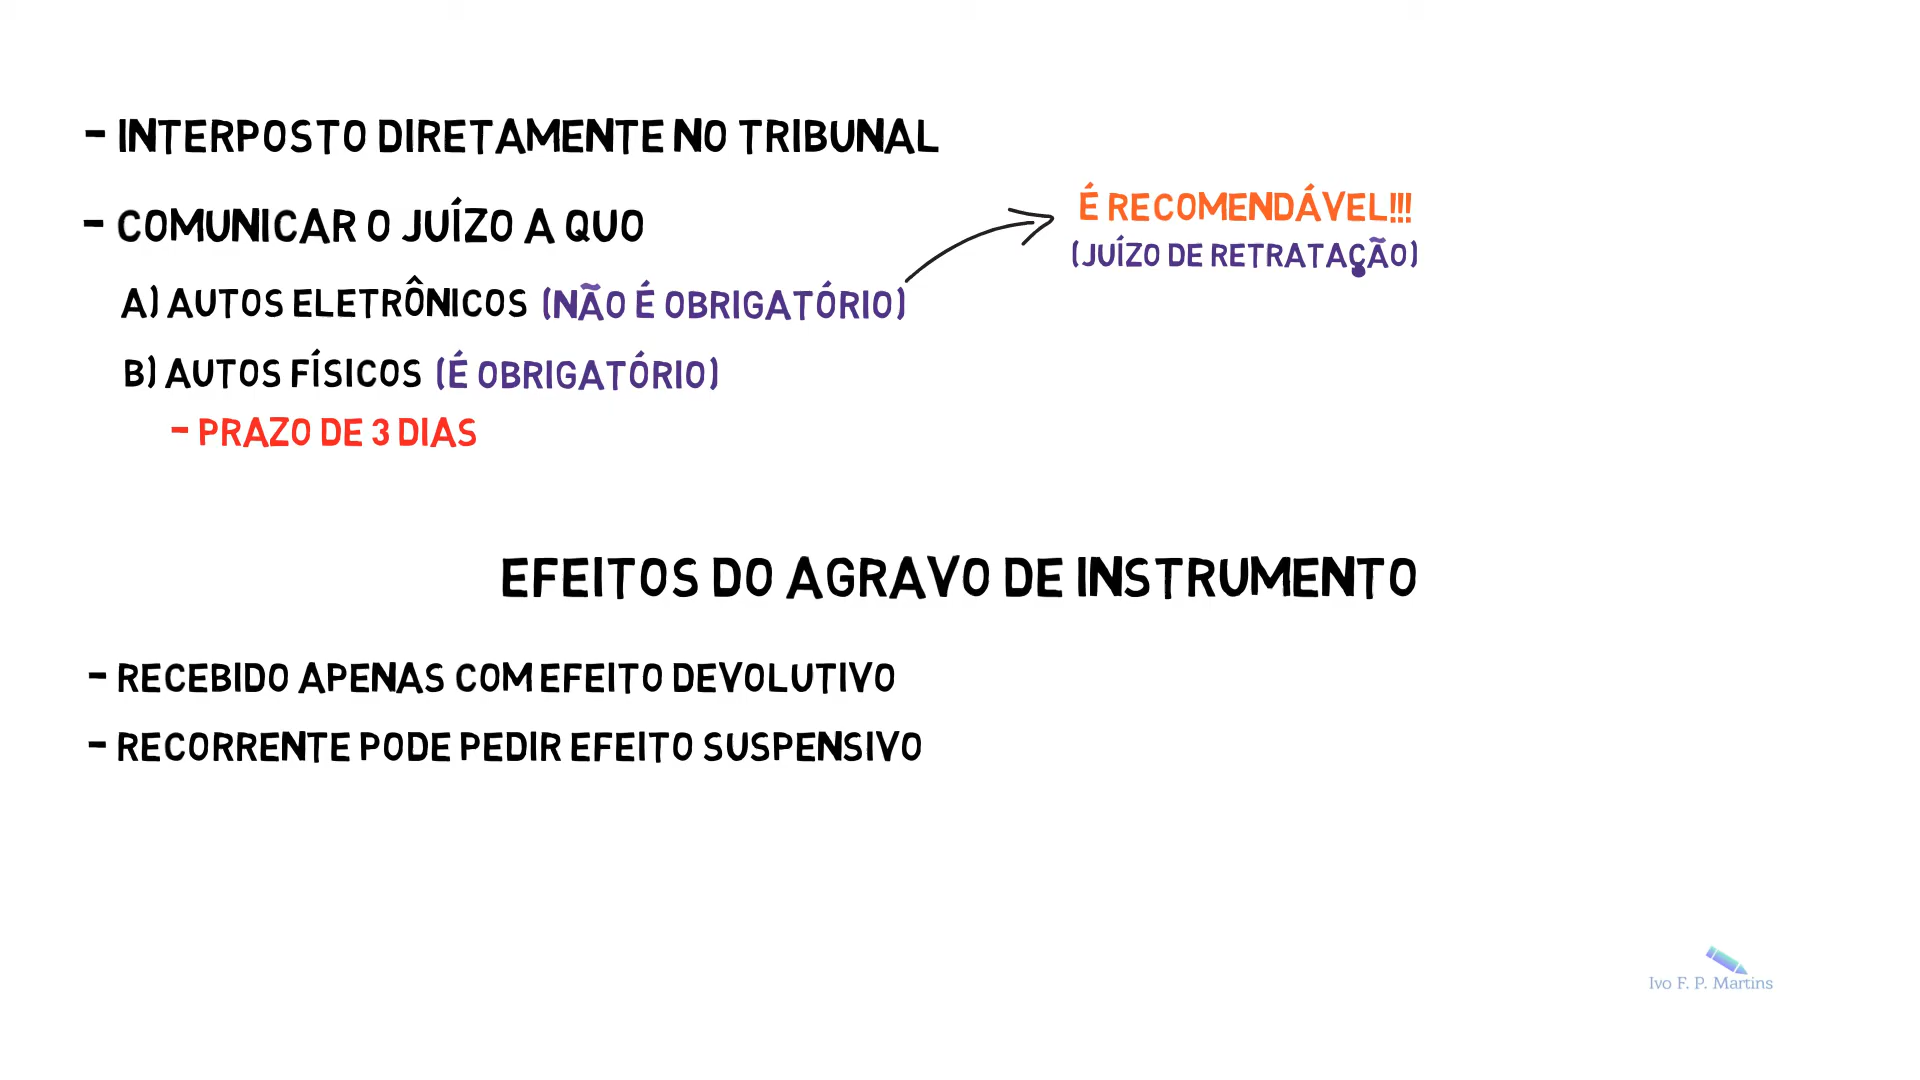 - INTERPOSTO DIRETAMENTE NO TRIBUNAL
- COMUNICAR O JUÍZO A QUO
É RECOMENDÁVEL!!!
(JUÍZO DE RETRATAÇÃO)
A) AUTOS ELETRÔNICOS (NÃO É OBRIGATÓRIO)
B) AUTOS FÍSICOS (É OBRIGATÓRIO)
- PRAZO DE 3 DIAS
EFEITOS DO AGRAVO DE INSTRUMENTO
- RECEBIDO APENAS COM EFEITO DEVOLUTIVO
- RECORRENTE PODE PEDIR EFEITO SUSPENSIVO
Ivo F. P. Martins